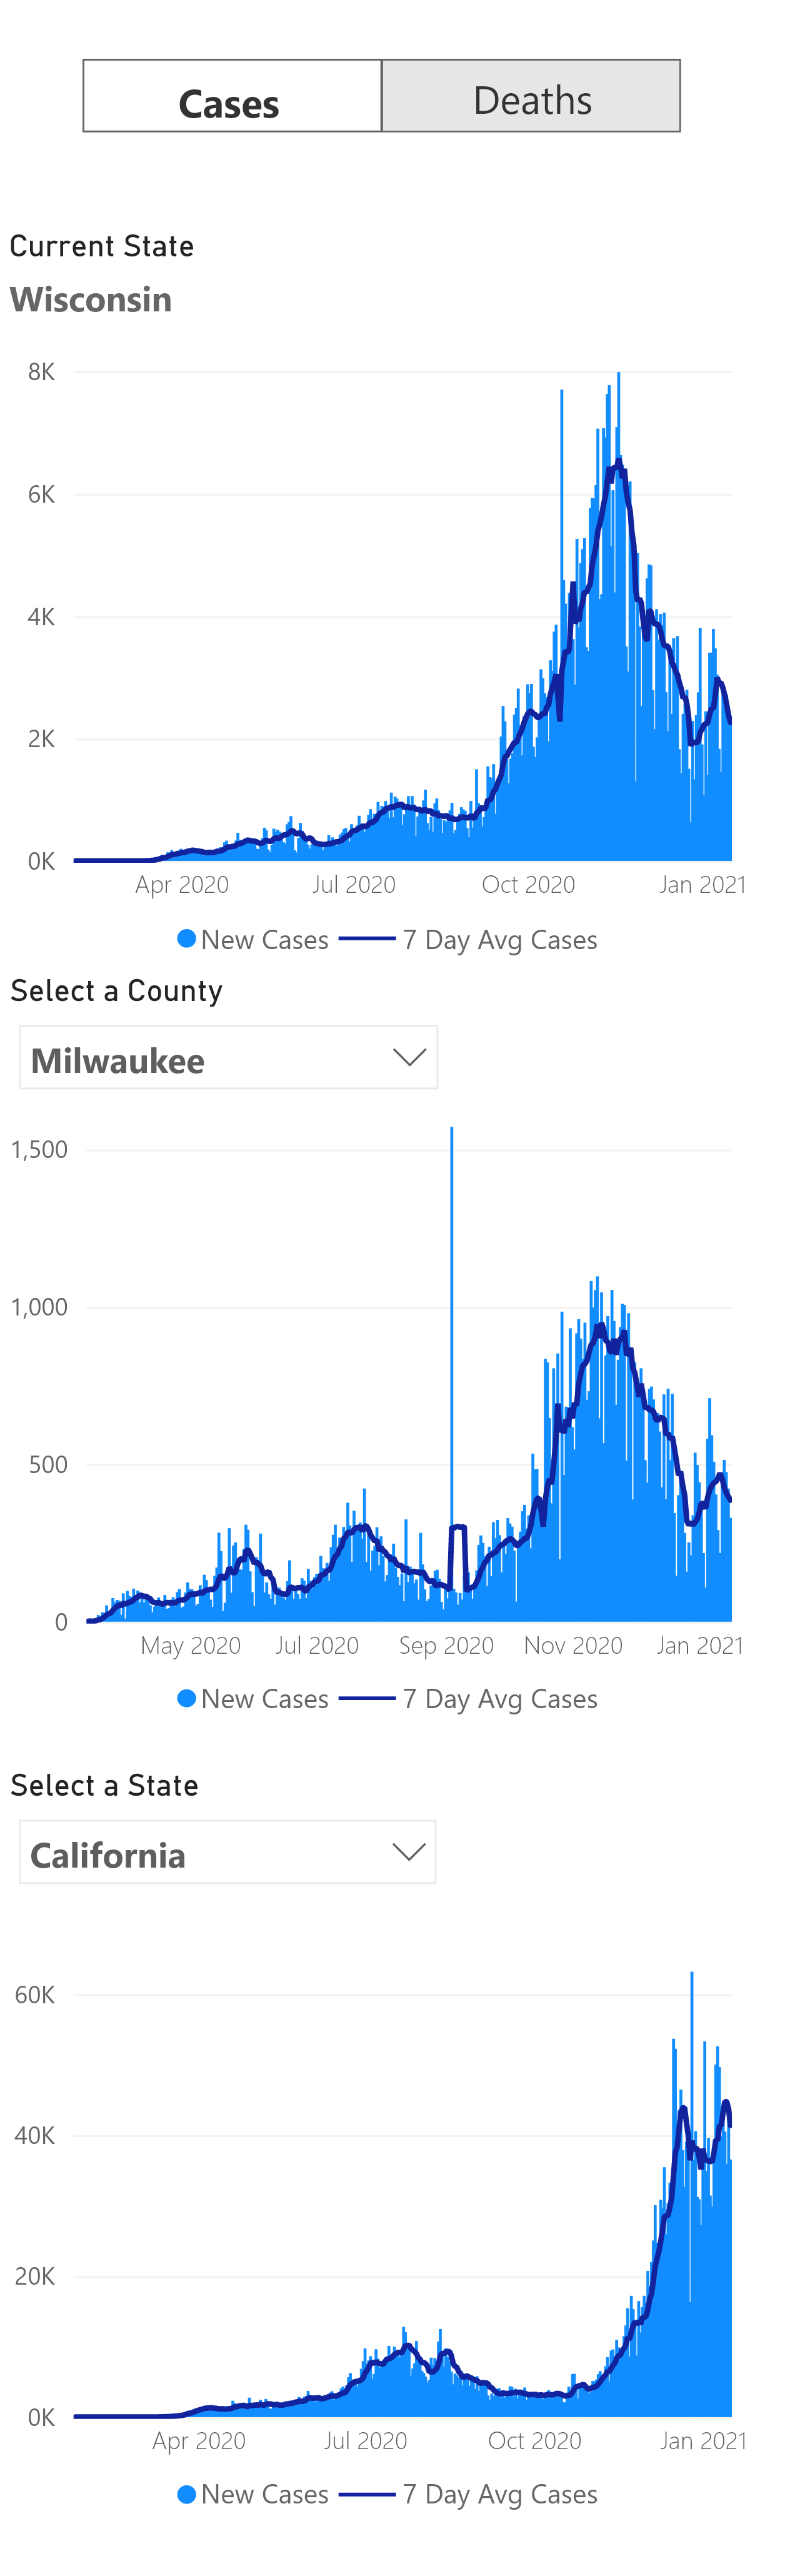 Cases Deaths
Current State
Wisconsin
8K
6K
4K
2K
0K
Apr 2020 Jul 2020 Oct 2020 Jan 2021
New Cases 7 Day Avg Cases
Select a County
Milwaukee
1,500
1,000
500
0
May 2020 Jul 2020 Sep 2020 Nov 2020 Jan 2021
New Cases 7 Day Avg Cases
Select a State
California
60K
40K
20K
0K
Apr 2020 Jul 2020 Oct 2020 Jan 2021
New Cases 7 Day Avg Cases